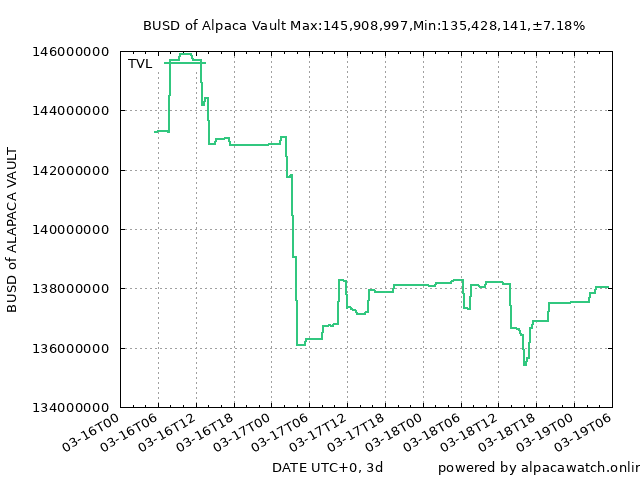 BUSD of Alpaca Vault Max:145,908,997,Min:135,428,141,±7.18%
146000000
TVL
144000000
142000000
140000000
138000000
136000000
134000000
BUSD of ALAPACA VAULT
03-16T00
03-16T06
03-16T12
03-16T18
03-17T00
03-17T06
03-17T12
03-17T18
03-18T00
03-18T06
03-18T12
03-18T18
03-19T00
03-19T06
DATE UTC+0, 3d
powered by alpacawatch.onlin